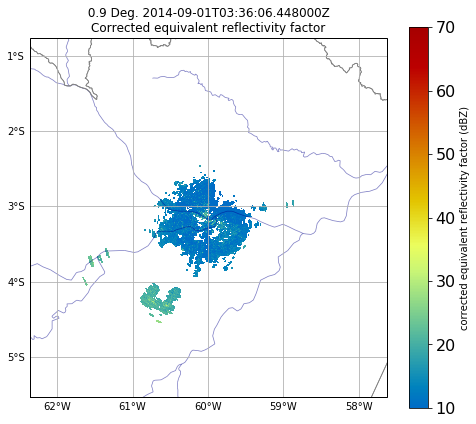 0.9 Deg. 2014-09-01T03:36:06.448000Z
Corrected equivalent reflectivity factor
1°S
2°S
3°S
4°S
5°S
62°W 61°W 60°W 59°W 58°W
70
60
50
40
30
20
10
corrected equivalent reflectivity factor (dBZ)